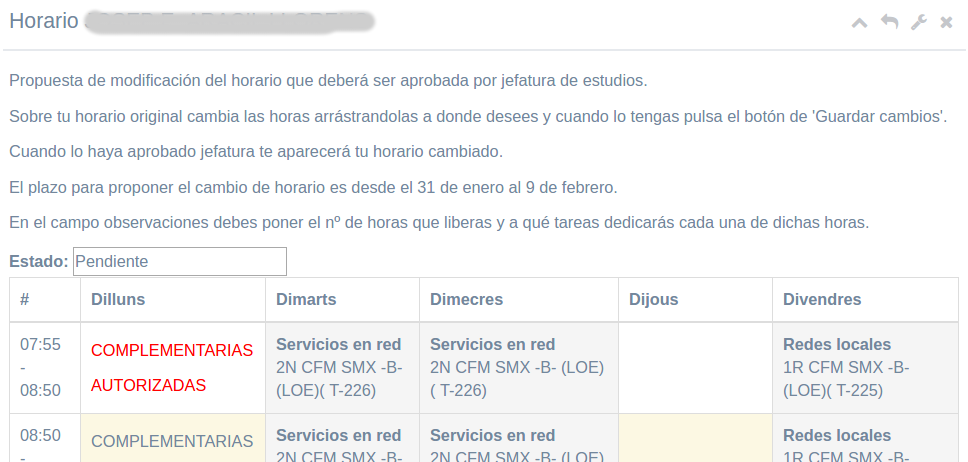 Horario
Propuesta de modificación del horario que deberá ser aprobada por jefatura de estudios.
Sobre tu horario original cambia las horas arrástrandolas a donde desees y cuando lo tengas pulsa el botón de 'Guardar cambios'.
Cuando lo haya aprobado jefatura te aparecerá tu horario cambiado.
El plazo para proponer el cambio de horario es desde el 31 de enero al 9 de febrero.
En el campo observaciones debes poner el nº de horas que liberas y a qué tareas dedicarás cada una de dichas horas.
Estado: Pendiente
# Dilluns Dimarts Dimecres Dijous Divendres
07:55
-
08:50
COMPLEMENTARIAS
AUTORIZADAS
Servicios en red
2N CFM SMX -B-
(LOE)( T-226)
Servicios en red
2N CFM SMX -B- (LOE)
( T-226)
Redes locales
1R CFM SMX -B-
(LOE)( T-225)
08:50
-
COMPLEMENTARIAS
Servicios en red
2N CFM SMX -B-
Servicios en red
2N CFM SMX -B- (LOE)
Redes locales
1R CFM SMX -B-